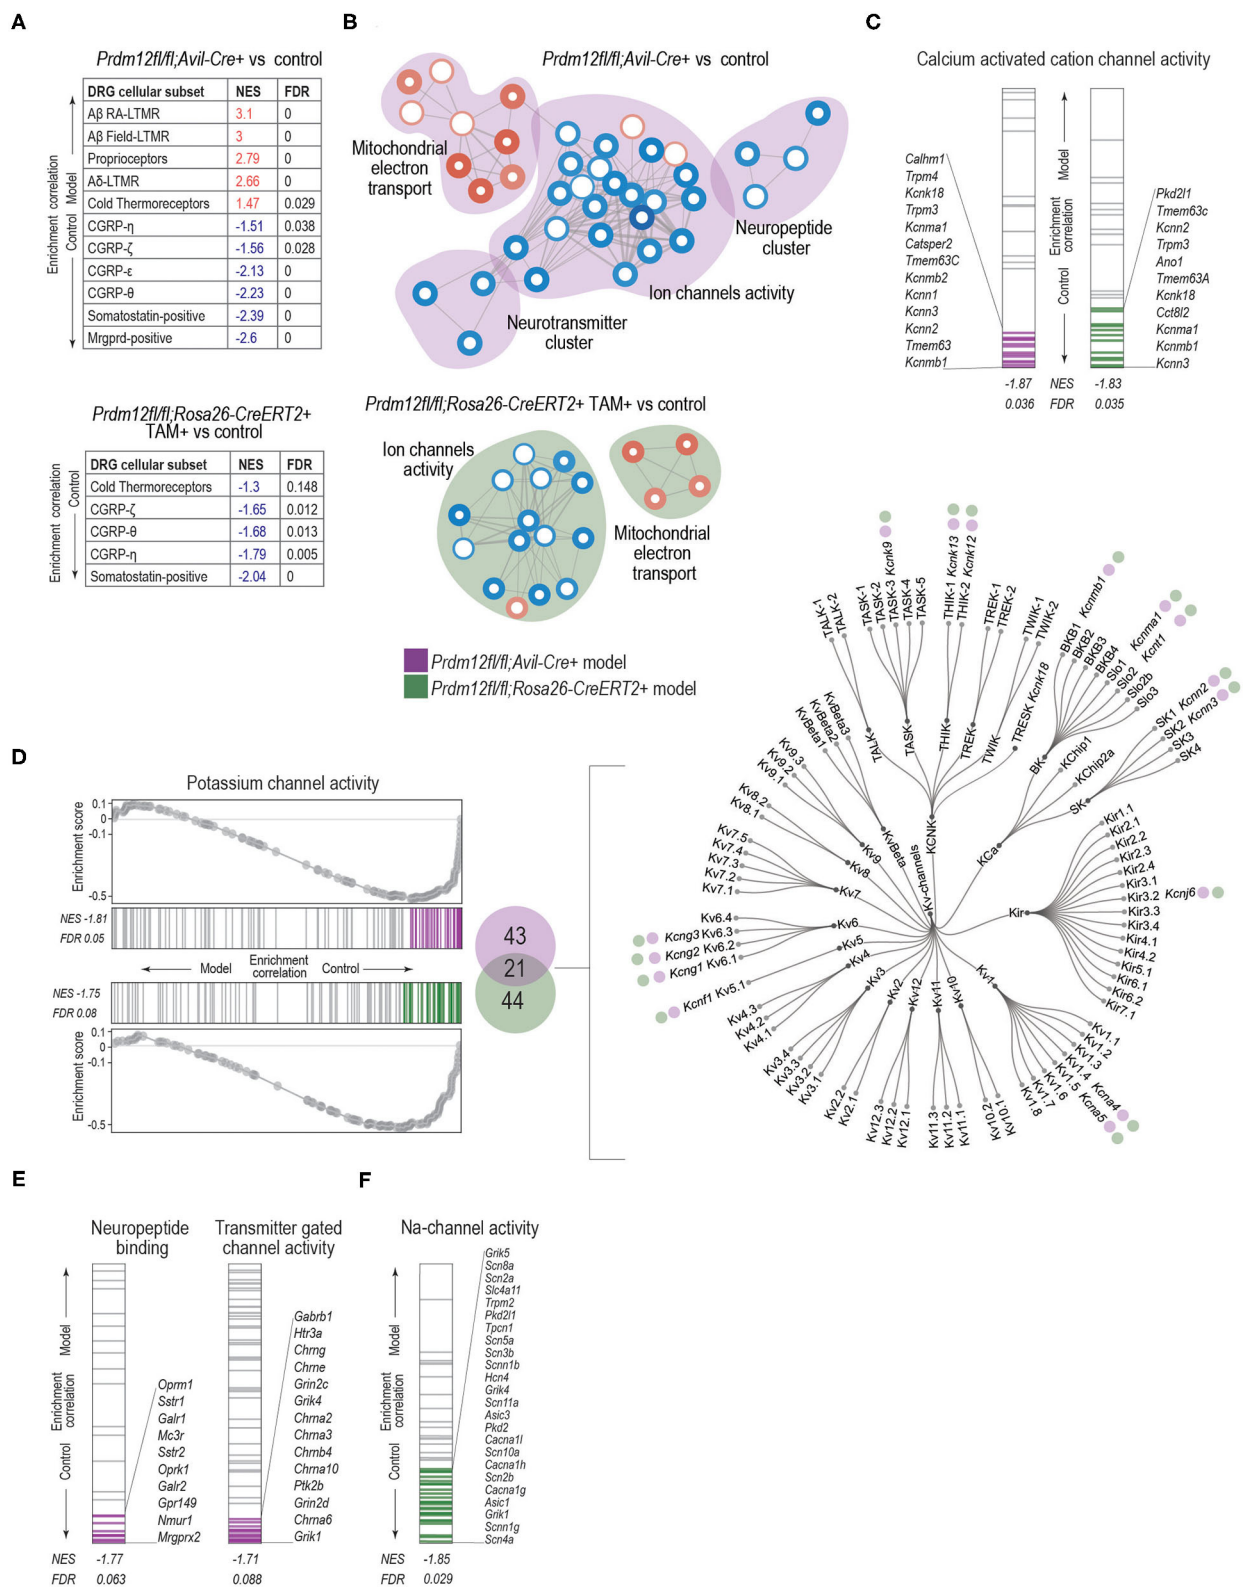 A
Prdm12fl/fl;Avil-Cre+ vs control
DRG cellular subset NES FDR
Aβ RA-LTMR 3.1 0
Aβ Field-LTMR 3 0
Proprioceptors 2.79 0
Aδ-LTMR 2.66 0
Cold Thermoreceptors 1.47 0.029
CGRP-η -1.51 0.038
CGRP-ζ -1.56 0.028
CGRP-ε -2.13 0
CGRP-θ -2.23 0
Somatostatin-positive -2.39 0
Mrgprd-positive -2.6 0
Enrichment correlation
Control Model
Prdm12fl/fl;Rosa26-CreERT2+
TAM+ vs control
DRG cellular subset NES FDR
Cold Thermoreceptors -1.3 0.148
CGRP-ζ -1.65 0.012
CGRP-θ -1.68 0.013
CGRP-η -1.79 0.005
Somatostatin-positive -2.04 0
Enrichment correlation
Control
B
Prdm12fl/fl;Avil-Cre+ vs control
Mitochondrial
electron
transport
Neuropeptide
cluster
Ion channels activity
Neurotransmitter
cluster
Prdm12fl/fl;Rosa26-CreERT2+ TAM+ vs control
Ion channels
activity
Mitochondrial
electron
transport
Prdm12fl/fl;Avil-Cre+ model
Prdm12fl/fl;Rosa26-CreERT2+ model
C
Calcium activated cation channel activity
Calhm1
Trpm4
Kcnk18
Trpm3
Kcnma1
Catsper2
Tmem63C
Kcnmb2
Kcnn1
Kcnn3
Kcnn2
Tmem63
Kcnmb1
Model
Enrichment
correlation
Control
Pkd2l1
Tmem63c
Kcnn2
Trpm3
Ano1
Tmem63A
Kcnk18
Cct8l2
Kcnma1
Kcnmb1
Kcnn3
-1.87 NES -1.83
0.036 FDR 0.035
D
Potassium channel activity
Enrichment score
0.1
0
-0.1
-0.5
NES -1.81
FDR 0.05
Model
Enrichment
correlation
Control
NES -1.75
FDR 0.08
Enrichment score
0.1
0
-0.1
-0.5
43
21
44
TALK-1
TALK-2
TASK-1
TASK-2
TASK-3 Kcnk9
TASK-4
TASK-5
THIK-1 Kcnk13
THIK-2 Kcnk12
TREK-1
TREK-2
TWIK-1
TWIK-2
TRESK Kcnk18
TALK
TASK
THIK
TREK
TWIK
KCNK
BKB1 Kcnmb1
BKB2
BKB3
BKB4
Slo1 Kcnma1
Slo2 Kcnt1
Slo2b
Slo3
BK
KChip1
KChip2a
SK1 Kcnn2
SK2 Kcnn3
SK3
SK4
SK
KCa
Kir1.1
Kir2.1
Kir2.2
Kir2.3
Kir2.4
Kir3.1
Kir3.2 Kcnj6
Kir3.3
Kir3.4
Kir4.1
Kir4.2
Kir5.1
Kir6.1
Kir6.2
Kir7.1
Kir
Kv1
Kv1.1
Kv1.2
Kv1.3
Kv1.4 Kcna4
Kv1.5 Kcna5
Kv1.6
Kv1.7
Kv1.8
Kv10
Kv10.1
Kv10.2
Kv11
Kv11.1
Kv11.2
Kv11.3
Kv12
Kv12.1
Kv12.2
Kv12.3
Kv2
Kv2.1
Kv2.2
Kv3
Kv3.1
Kv3.2
Kv3.3
Kv3.4
Kv4
Kv4.1
Kv4.2
Kv4.3
Kv5
Kcnf1 Kv5.1
Kv6
Kcng1 Kv6.1
Kcng2 Kv6.2
Kcng3 Kv6.3
Kv6.4
Kv7
Kv7.1
Kv7.2
Kv7.3
Kv7.4
Kv7.5
Kv8
Kv8.1
Kv8.2
Kv9
Kv9.1
Kv9.2
Kv9.3
KvBeta
KvBeta1
KvBeta2
KvBeta3
Kv-channels
E
Neuropeptide
binding
Model
Enrichment
correlation
Control
Oprm1
Sstr1
Galr1
Mc3r
Sstr2
Oprk1
Galr2
Gpr149
Nmur1
Mrgprx2
Transmitter gated
channel activity
Gabrb1
Htr3a
Chrng
Chrne
Grin2c
Grik4
Chrna2
Chrna3
Chrnb4
Chrna10
Ptk2b
Grin2d
Chrna6
Grik1
NES -1.77 -1.71
FDR 0.063 0.088
F
Na-channel activity
Model
Enrichment
correlation
Control
Grik5
Scn8a
Scn2a
Slc4a11
Trpm2
Pkd2l1
Tpcn1
Scn5a
Scn3b
Scnn1b
Hcn4
Grik4
Scn11a
Asic3
Pkd2
Cacna1I
Scn10a
Cacna1h
Scn2b
Cacna1g
Asic1
Grik1
Scnn1g
Scn4a
NES -1.85
FDR 0.029